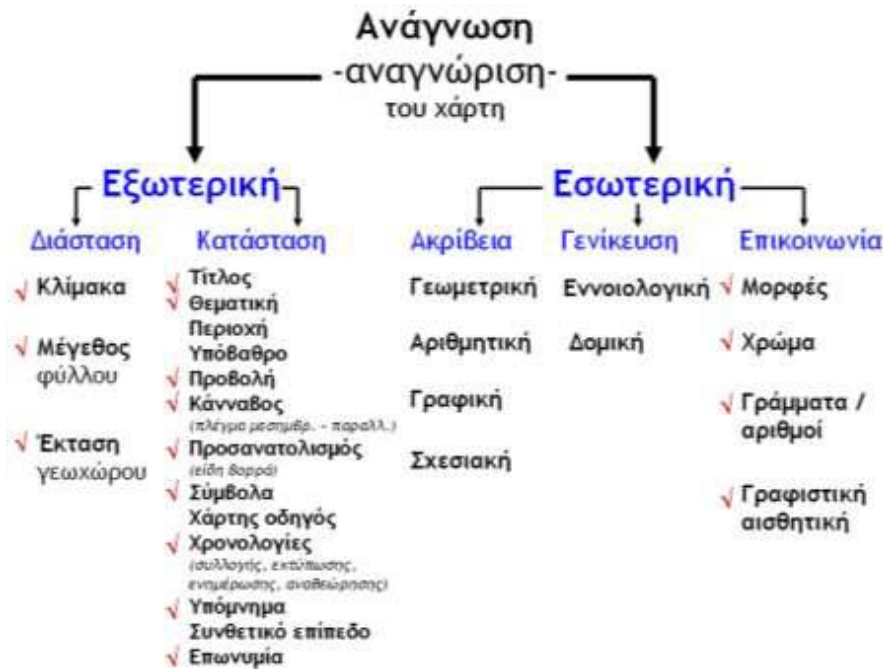 Ανάγνωση
-αναγνώριση-
του χάρτη
Εξωτερική
Εσωτερική
Διάσταση
Κλίμακα
Μέγεθος
φύλλου
Έκταση
γεωχώρου
Κατάσταση
Τίτλος
Θεματική
Περιοχή
Υπόβαθρο
Προβολή
Κάνναβος
(πλέγμα μεσημβρ. - παραλλ.)
Προσανατολισμός
(είδη βορρά)
Σύμβολα
Χάρτης οδηγός
Χρονολογίες
(συλλογής, εκτύπωσης,
ενημέρωσης, αναθεώρησης)
Υπόμνημα
Συνθετικό επίπεδο
Επωνυμία
Ακρίβεια
Γεωμετρική
Αριθμητική
Γραφική
Σχεσιακή
Γενίκευση
Εννοιολογική
Δομική
Επικοινωνία
Μορφές
Χρώμα
Γράμματα /
αριθμοί
Γραφιστική
αισθητική